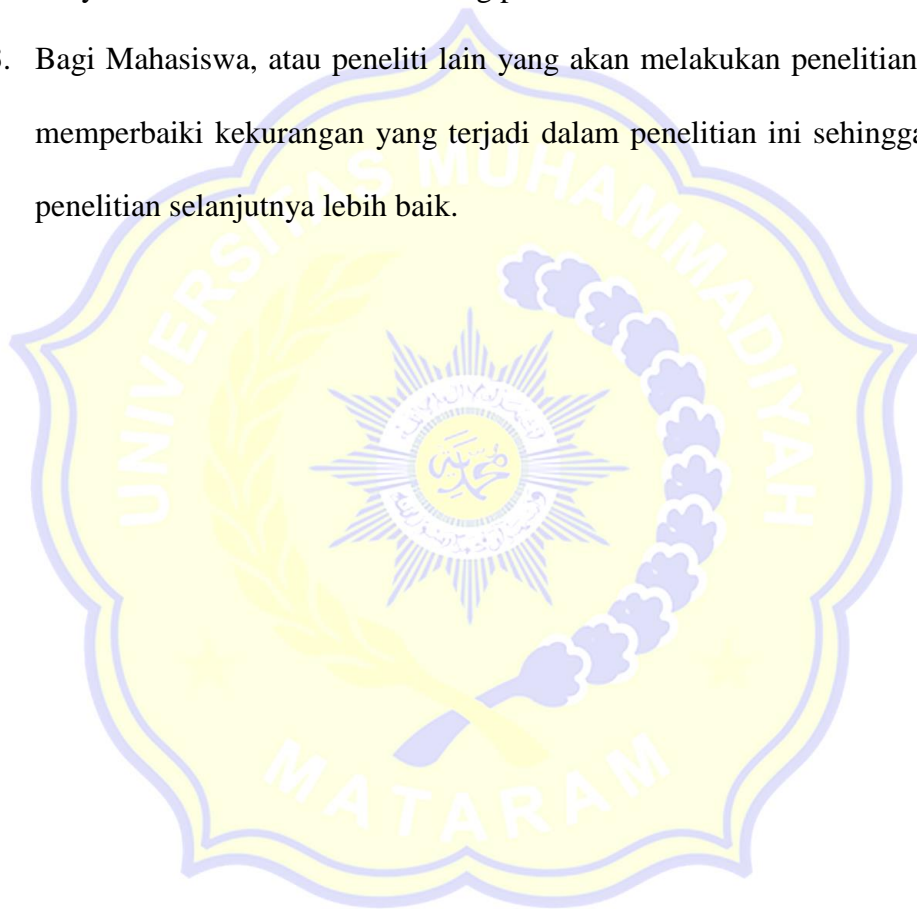 3. Bagi Mahasiswa, atau peneliti lain yang akan melakukan penelitian
memperbaiki kekurangan yang terjadi dalam penelitian ini sehingga
penelitian selanjutnya lebih baik.
UNIVERSITAS MUHAMMADIYAH
MATARAM